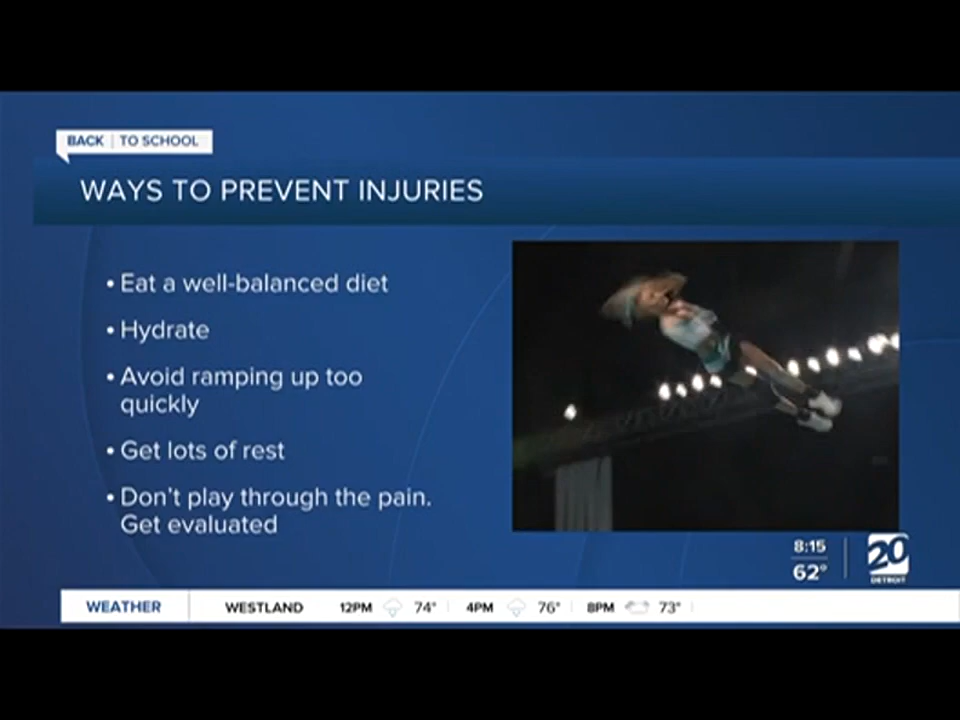 BACK | TO SCHOOL
WAYS TO PREVENT INJURIES
• Eat a well-balanced diet
• Hydrate
• Avoid ramping up too
quickly
• Get lots of rest
• Don't play through the pain.
Get evaluated
8:15
62°
20
DETROIT
WEATHER WESTLAND 12PM 74° 4PM 76° 8PM 73°